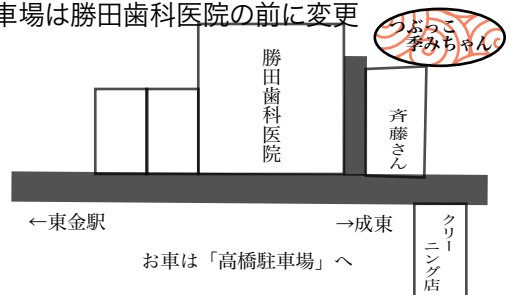 車場は勝田歯科医院の前に変更
つぶっこ
季みちゃん
勝田歯科医院
斉藤さん
←東金駅
→成東
クリー
ニング店
お車は「高橋駐車場」へ